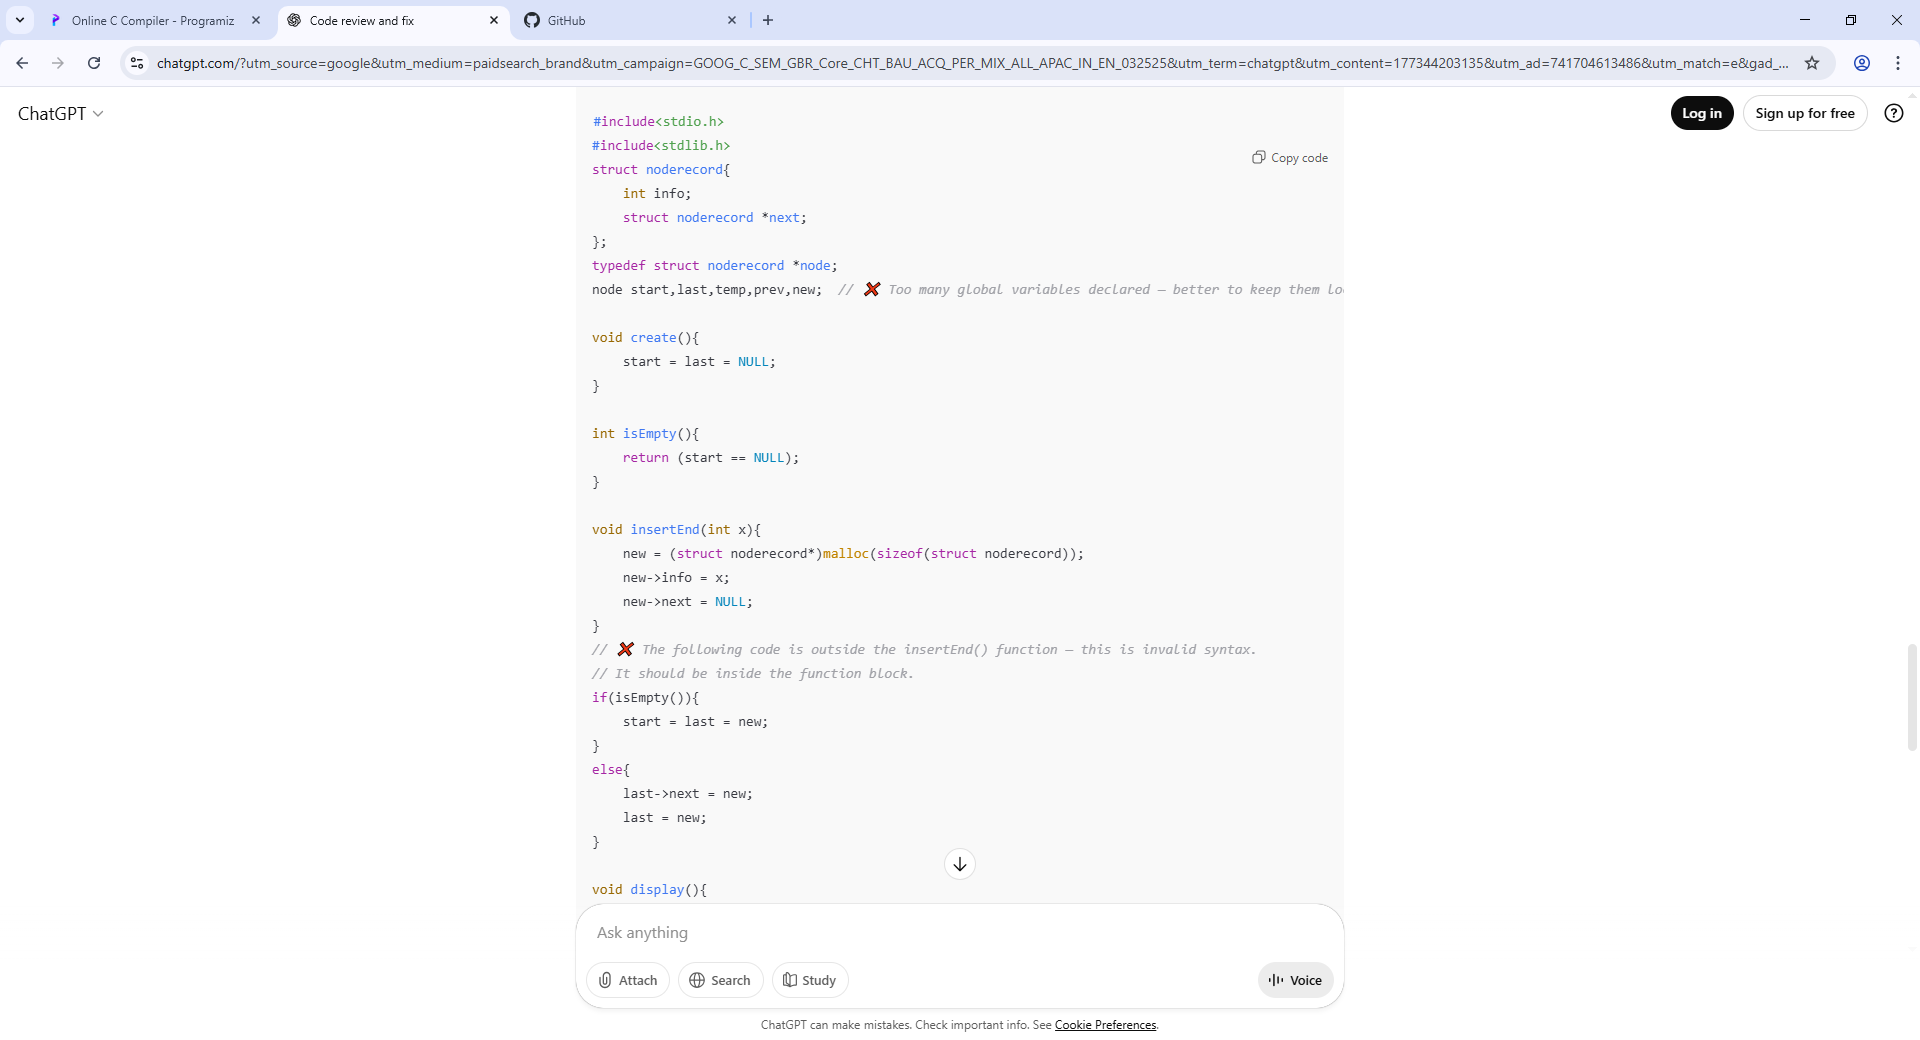 Online C Compiler - Programiz
Code review and fix
GitHub
chatgpt.com/?utm_source=google&utm_medium=paidsearch_brand&utm_campaign=GOOG_C_SEM_GBR_Core_CHT_BAU_ACQ_PER_MIX_ALL_APAC_IN_EN_032525&utm_term=chatgpt&utm_content=177344203135&utm_ad=741704613486&utm_match=e&gad_...
ChatGPT
Log in
Sign up for free
Copy code
#include<stdio.h>
#include<stdlib.h>
struct noderecord{
    int info;
    struct noderecord *next;
};
typedef struct noderecord *node;
node start,last,temp,prev,new;  // ❌ Too many global variables declared — better to keep them lo
void create(){
    start = last = NULL;
}
int isEmpty(){
    return (start == NULL);
}
void insertEnd(int x){
    new = (struct noderecord*)malloc(sizeof(struct noderecord));
    new->info = x;
    new->next = NULL;
}
// ❌ The following code is outside the insertEnd() function — this is invalid syntax.
// It should be inside the function block.
if(isEmpty()){
    start = last = new;
}
else{
    last->next = new;
    last = new;
}
void display(){
Ask anything
Attach
Search
Study
Voice
ChatGPT can make mistakes. Check important info. See Cookie Preferences.